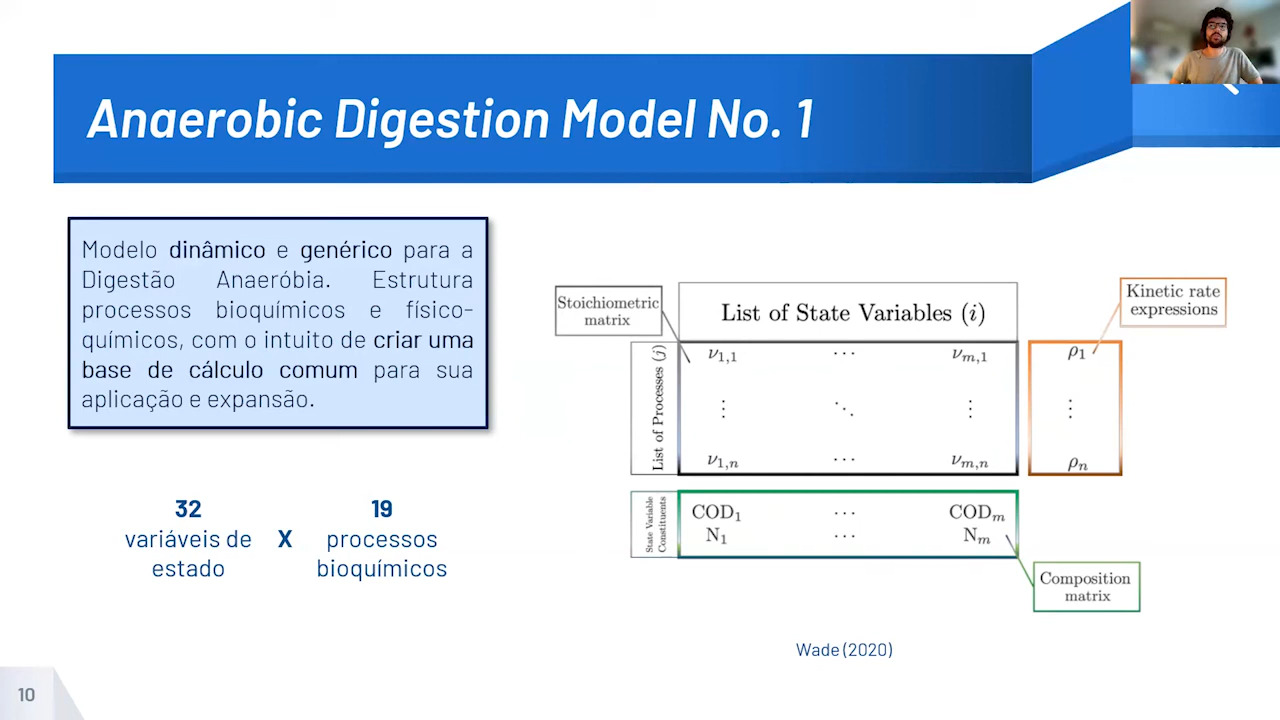 Anaerobic Digestion Model No. 1
Modelo dinâmico e genérico para a
Digestão Anaeróbia. Estrutura
processos bioquímicos e físico-
químicos, com o intuito de criar uma
base de cálculo comum para sua
aplicação e expansão.
32
variáveis de
estado
X
19
processos
bioquímicos
Stoichiometric
matrix
List of State Variables (i)
Kinetic rate
expressions
List of Processes (j)
ν1,1 ··· νm,1
⋮ ⋱ ⋮
ν1,n ··· νm,n
ρ1
⋮
ρn
State Variable
Constituents
COD1 ··· CODm
N1 ··· Nm
Composition
matrix
Wade (2020)
10